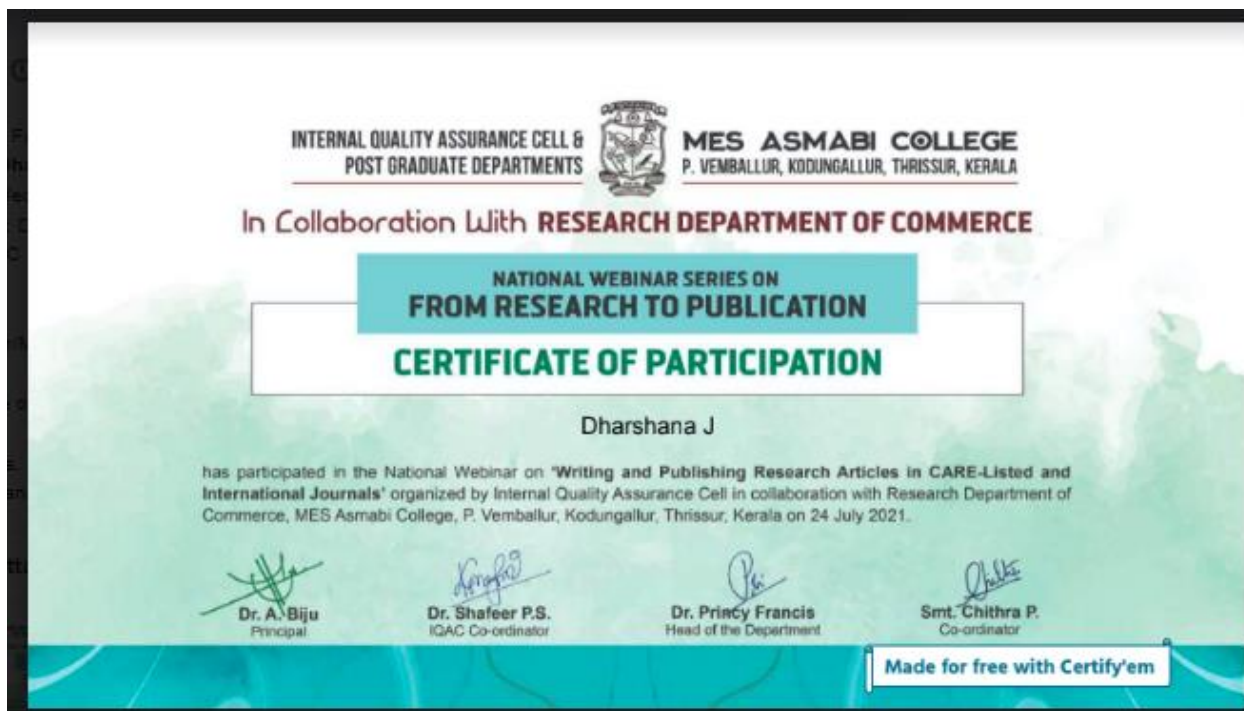 INTERNAL QUALITY ASSURANCE CELL &
POST GRADUATE DEPARTMENTS
MES ASMABI COLLEGE
P. VEMBALLUR, KODUNGALLUR, THRISSUR, KERALA
In Collaboration With RESEARCH DEPARTMENT OF COMMERCE
NATIONAL WEBINAR SERIES ON
FROM RESEARCH TO PUBLICATION
CERTIFICATE OF PARTICIPATION
Dharshana J
has participated in the National Webinar on 'Writing and Publishing Research Articles in CARE-Listed and
International Journals' organized by Internal Quality Assurance Cell in collaboration with Research Department of
Commerce, MES Asmabi College, P. Vemballur, Kodungallur, Thrissur, Kerala on 24 July 2021.
Dr. A. Biju
Principal
Dr. Shafeer P.S.
IQAC Co-ordinator
Dr. Princy Francis
Head of the Department
Smt. Chithra P.
Co-ordinator
Made for free with Certify'em